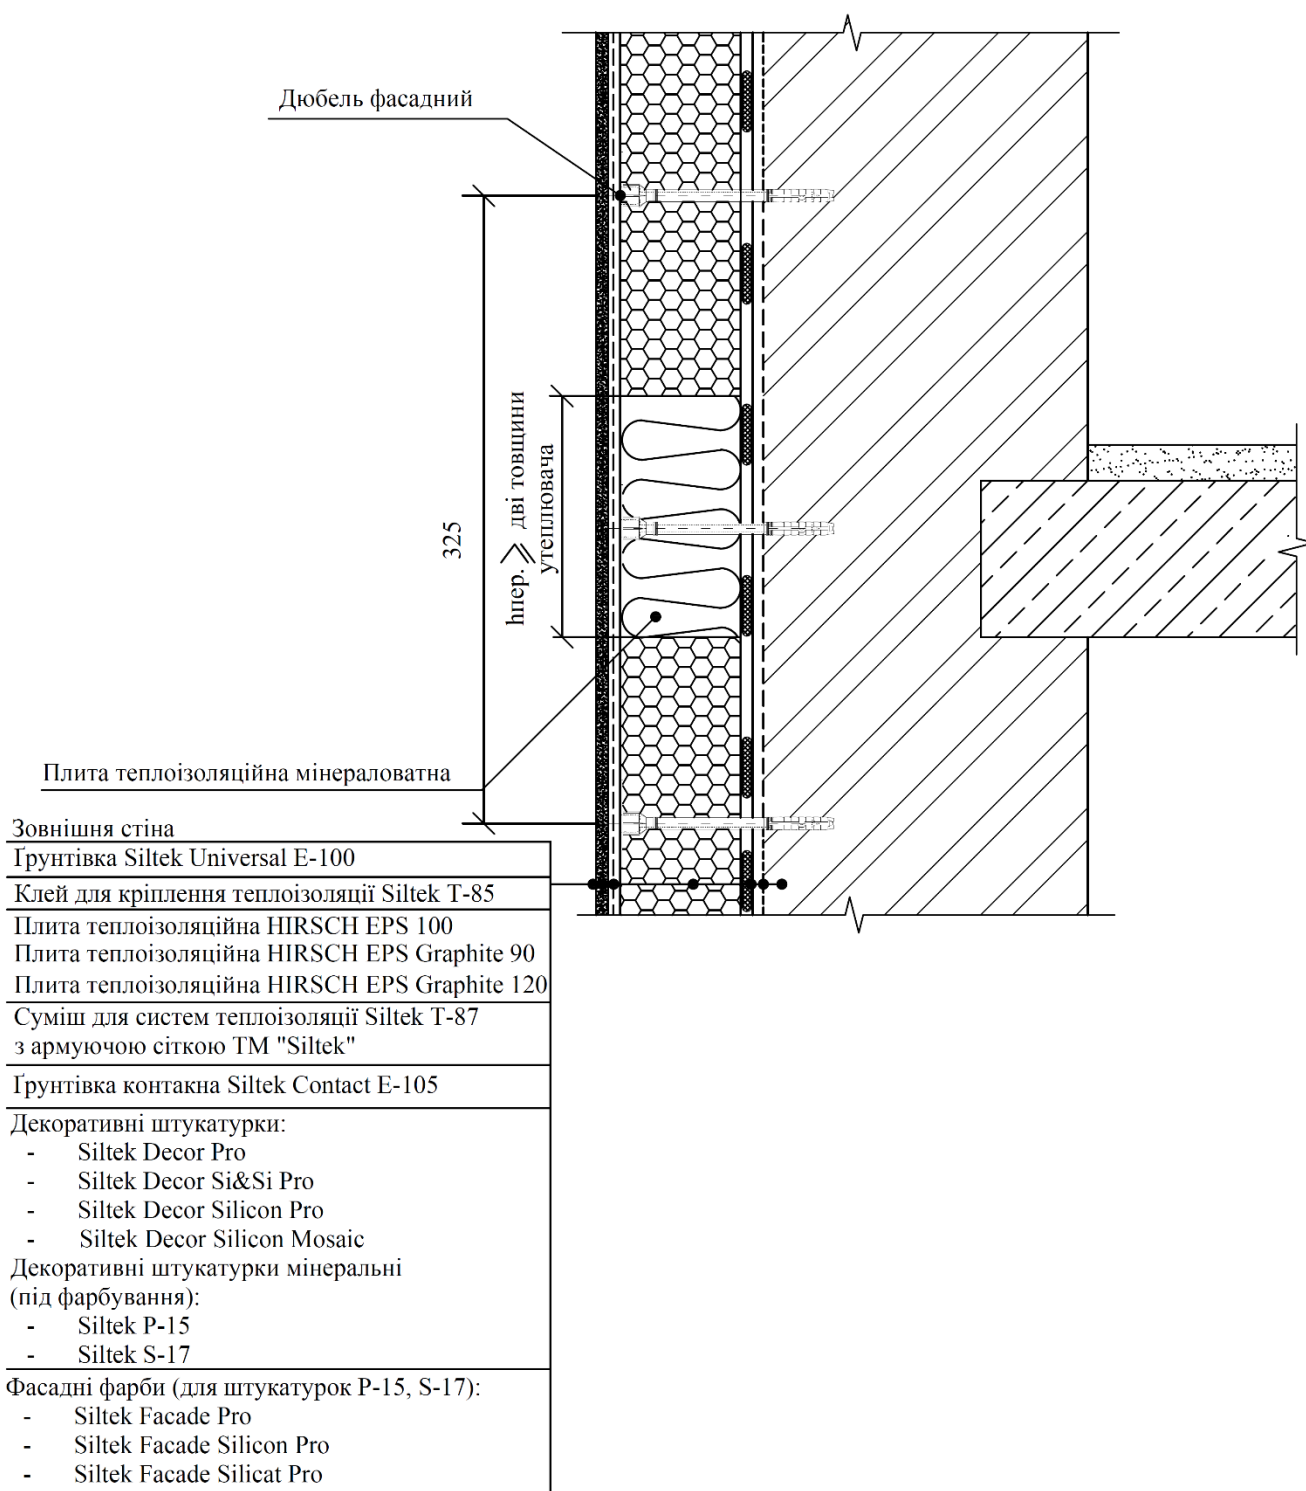 Дюбель фасадний
325
hпер. ⩾ дві товщини
утеплювача
Плита теплоізоляційна мінераловатна
Зовнішня стіна
Ґрунтівка Siltek Universal E-100
Клей для кріплення теплоізоляції Siltek T-85
Плита теплоізоляційна HIRSCH EPS 100
Плита теплоізоляційна HIRSCH EPS Graphite 90
Плита теплоізоляційна HIRSCH EPS Graphite 120
Суміш для систем теплоізоляції Siltek T-87
з армуючою сіткою ТМ "Siltek"
Ґрунтівка контакна Siltek Contact E-105
Декоративні штукатурки:
- Siltek Decor Pro
- Siltek Decor Si&Si Pro
- Siltek Decor Silicon Pro
- Siltek Decor Silicon Mosaic
Декоративні штукатурки мінеральні
(під фарбування):
- Siltek P-15
- Siltek S-17
Фасадні фарби (для штукатурок P-15, S-17):
- Siltek Facade Pro
- Siltek Facade Silicon Pro
- Siltek Facade Silicat Pro